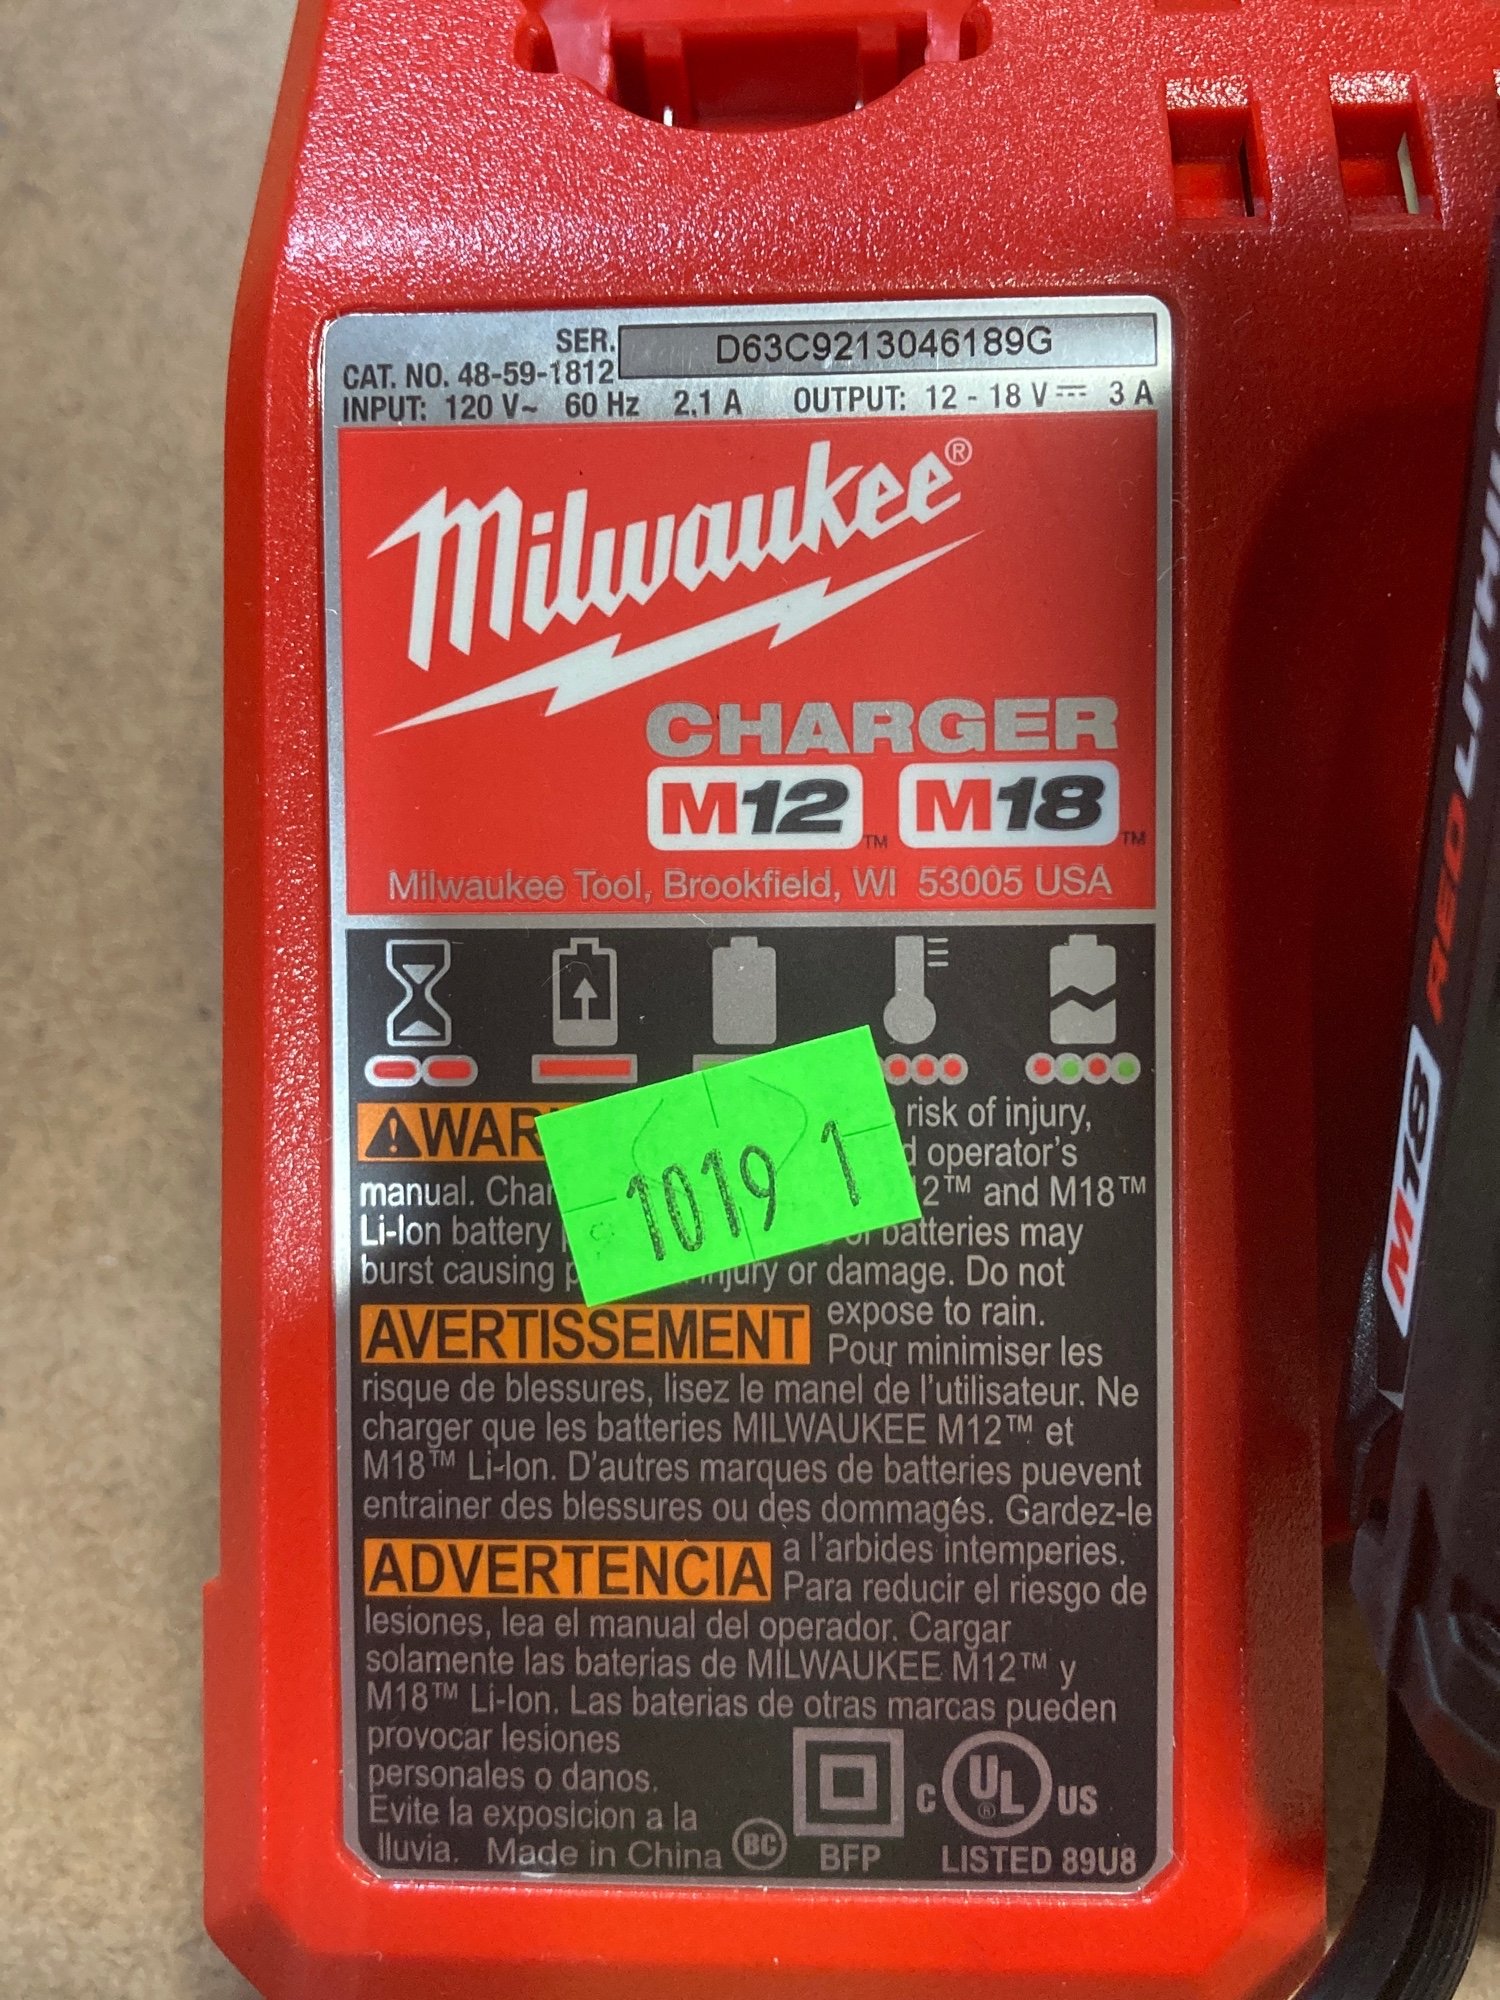 SER. D63C9213046189G
CAT. NO. 48-59-1812
INPUT: 120 V~ 60 Hz 2.1 A OUTPUT: 12 - 18 V⎓ 3 A
Milwaukee®
CHARGER
M12™ M18™
Milwaukee Tool, Brookfield, WI 53005 USA
1019 1
risk of injury,
operator's
manual. and M18™
Li-Ion battery batteries may
burst causing injury or damage. Do not
expose to rain.
AVERTISSEMENT Pour minimiser les
risque de blessures, lisez le manel de l'utilisateur. Ne
charger que les batteries MILWAUKEE M12™ et
M18™ Li-Ion. D'autres marques de batteries puevent
entrainer des blessures ou des dommages. Gardez-le
a l'arbides intemperies.
ADVERTENCIA Para reducir el riesgo de
lesiones, lea el manual del operador. Cargar
solamente las baterias de MILWAUKEE M12™ y
M18™ Li-Ion. Las baterias de otras marcas pueden
provocar lesiones
personales o danos.
Evite la exposicion a la
lluvia. Made in China BC BFP
C UL® US
LISTED 89U8
M18 REDLITHIUM